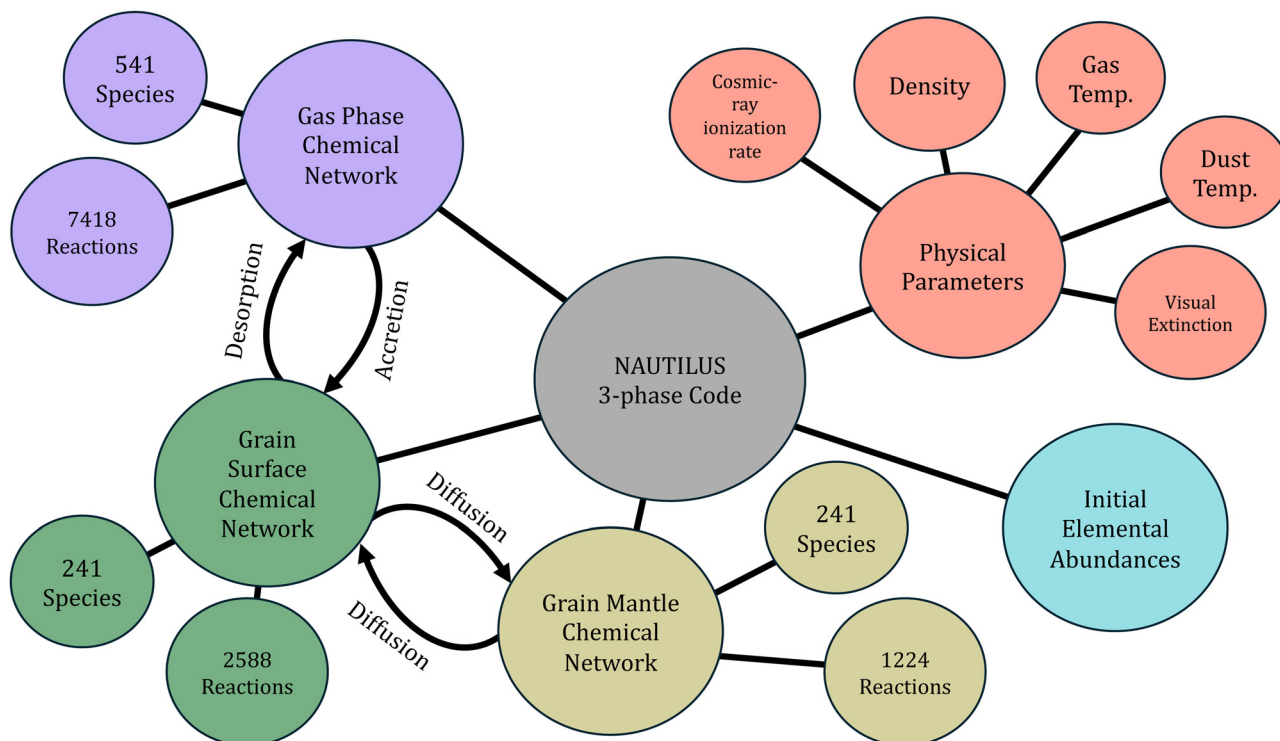 541
Species
Gas Phase
Chemical
Network
7418
Reactions
Cosmic-
ray
ionization
rate
Density
Gas
Temp.
Dust
Temp.
Physical
Parameters
Visual
Extinction
Desorption
Accretion
NAUTILUS
3-phase Code
Grain
Surface
Chemical
Network
Diffusion
Diffusion
241
Species
2588
Reactions
Grain Mantle
Chemical
Network
241
Species
1224
Reactions
Initial
Elemental
Abundances